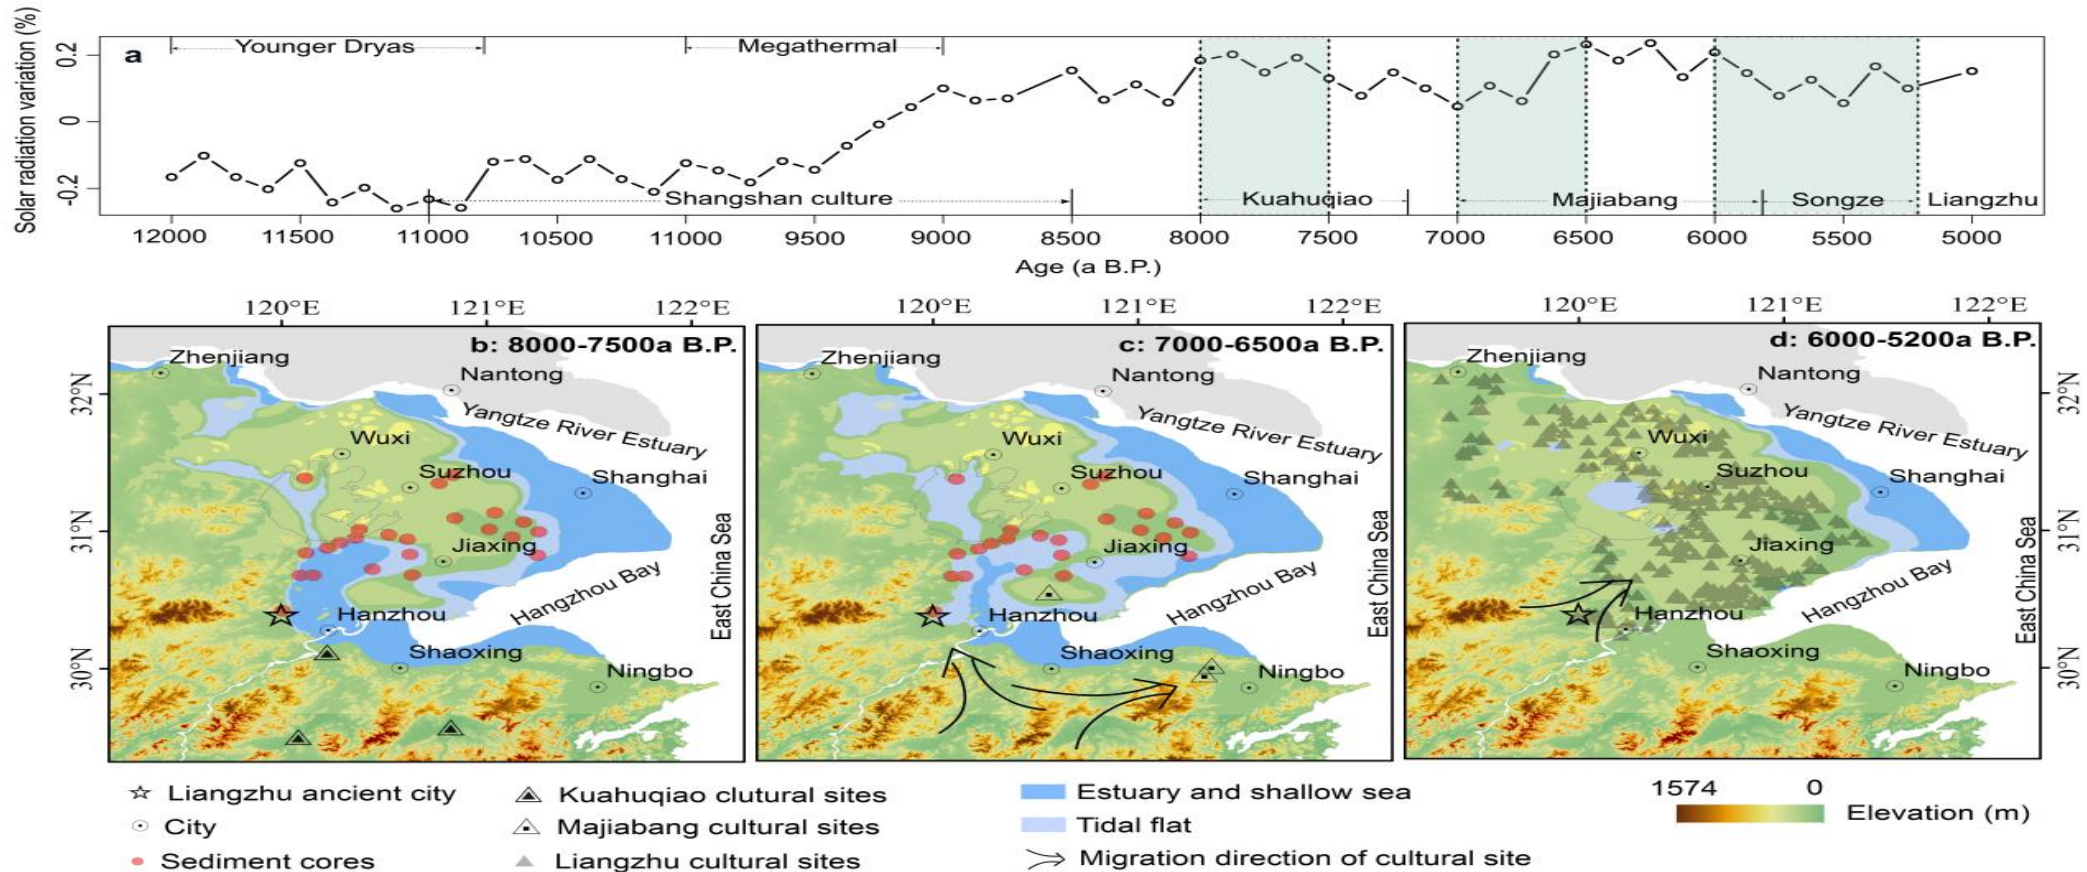 Solar radiation variation (%)
0.2
0
-0.2
a
Younger Dryas
Megathermal
Shangshan culture
Kuahuqiao
Majiabang
Songze
Liangzhu
12000 11500 11000 10500 11000 9500 9000 8500 8000 7500 7000 6500 6000 5500 5000
Age (a B.P.)
120°E 121°E 122°E
120°E 121°E 122°E
120°E 121°E 122°E
32°N
31°N
30°N
b: 8000-7500a B.P.
Zhenjiang
Nantong
Yangtze River Estuary
Wuxi
Suzhou
Shanghai
Jiaxing
Hangzhou Bay
East China Sea
Hanzhou
Shaoxing
Ningbo
c: 7000-6500a B.P.
Zhenjiang
Nantong
Yangtze River Estuary
Wuxi
Suzhou
Shanghai
Jiaxing
Hangzhou Bay
East China Sea
Hanzhou
Shaoxing
Ningbo
d: 6000-5200a B.P.
Zhenjiang
Nantong
Yangtze River Estuary
Wuxi
Suzhou
Shanghai
Jiaxing
Hangzhou Bay
East China Sea
Hanzhou
Shaoxing
Ningbo
32°N
31°N
30°N
Liangzhu ancient city
City
Sediment cores
Kuahuqiao clutural sites
Majiabang cultural sites
Liangzhu cultural sites
Estuary and shallow sea
Tidal flat
Migration direction of cultural site
1574 0
Elevation (m)